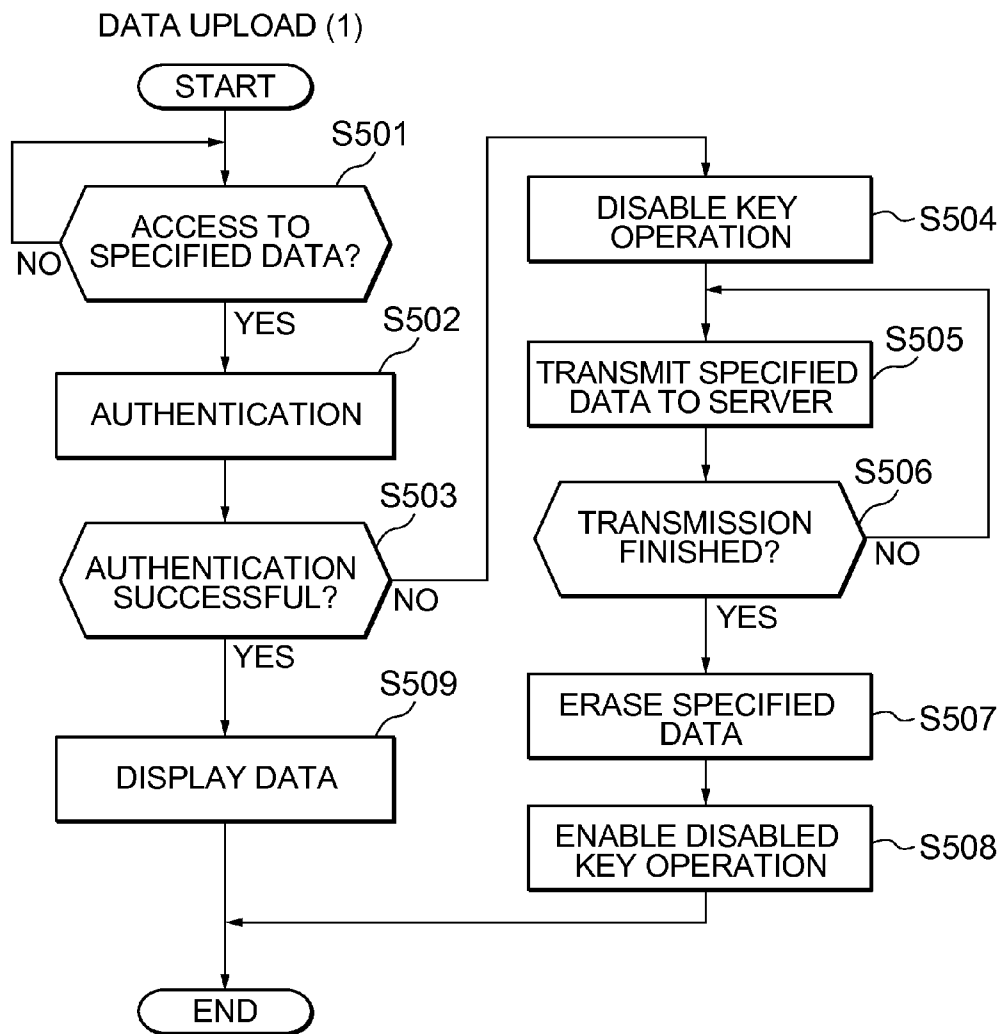 DATA UPLOAD (1)
START
S501
ACCESS TO
SPECIFIED DATA?
NO
YES
S502
AUTHENTICATION
S503
AUTHENTICATION
SUCCESSFUL?
NO
YES
S509
DISPLAY DATA
DISABLE KEY
OPERATION
S504
S505
TRANSMIT SPECIFIED
DATA TO SERVER
S506
TRANSMISSION
FINISHED?
NO
YES
ERASE SPECIFIED
DATA
S507
ENABLE DISABLED
KEY OPERATION
S508
END